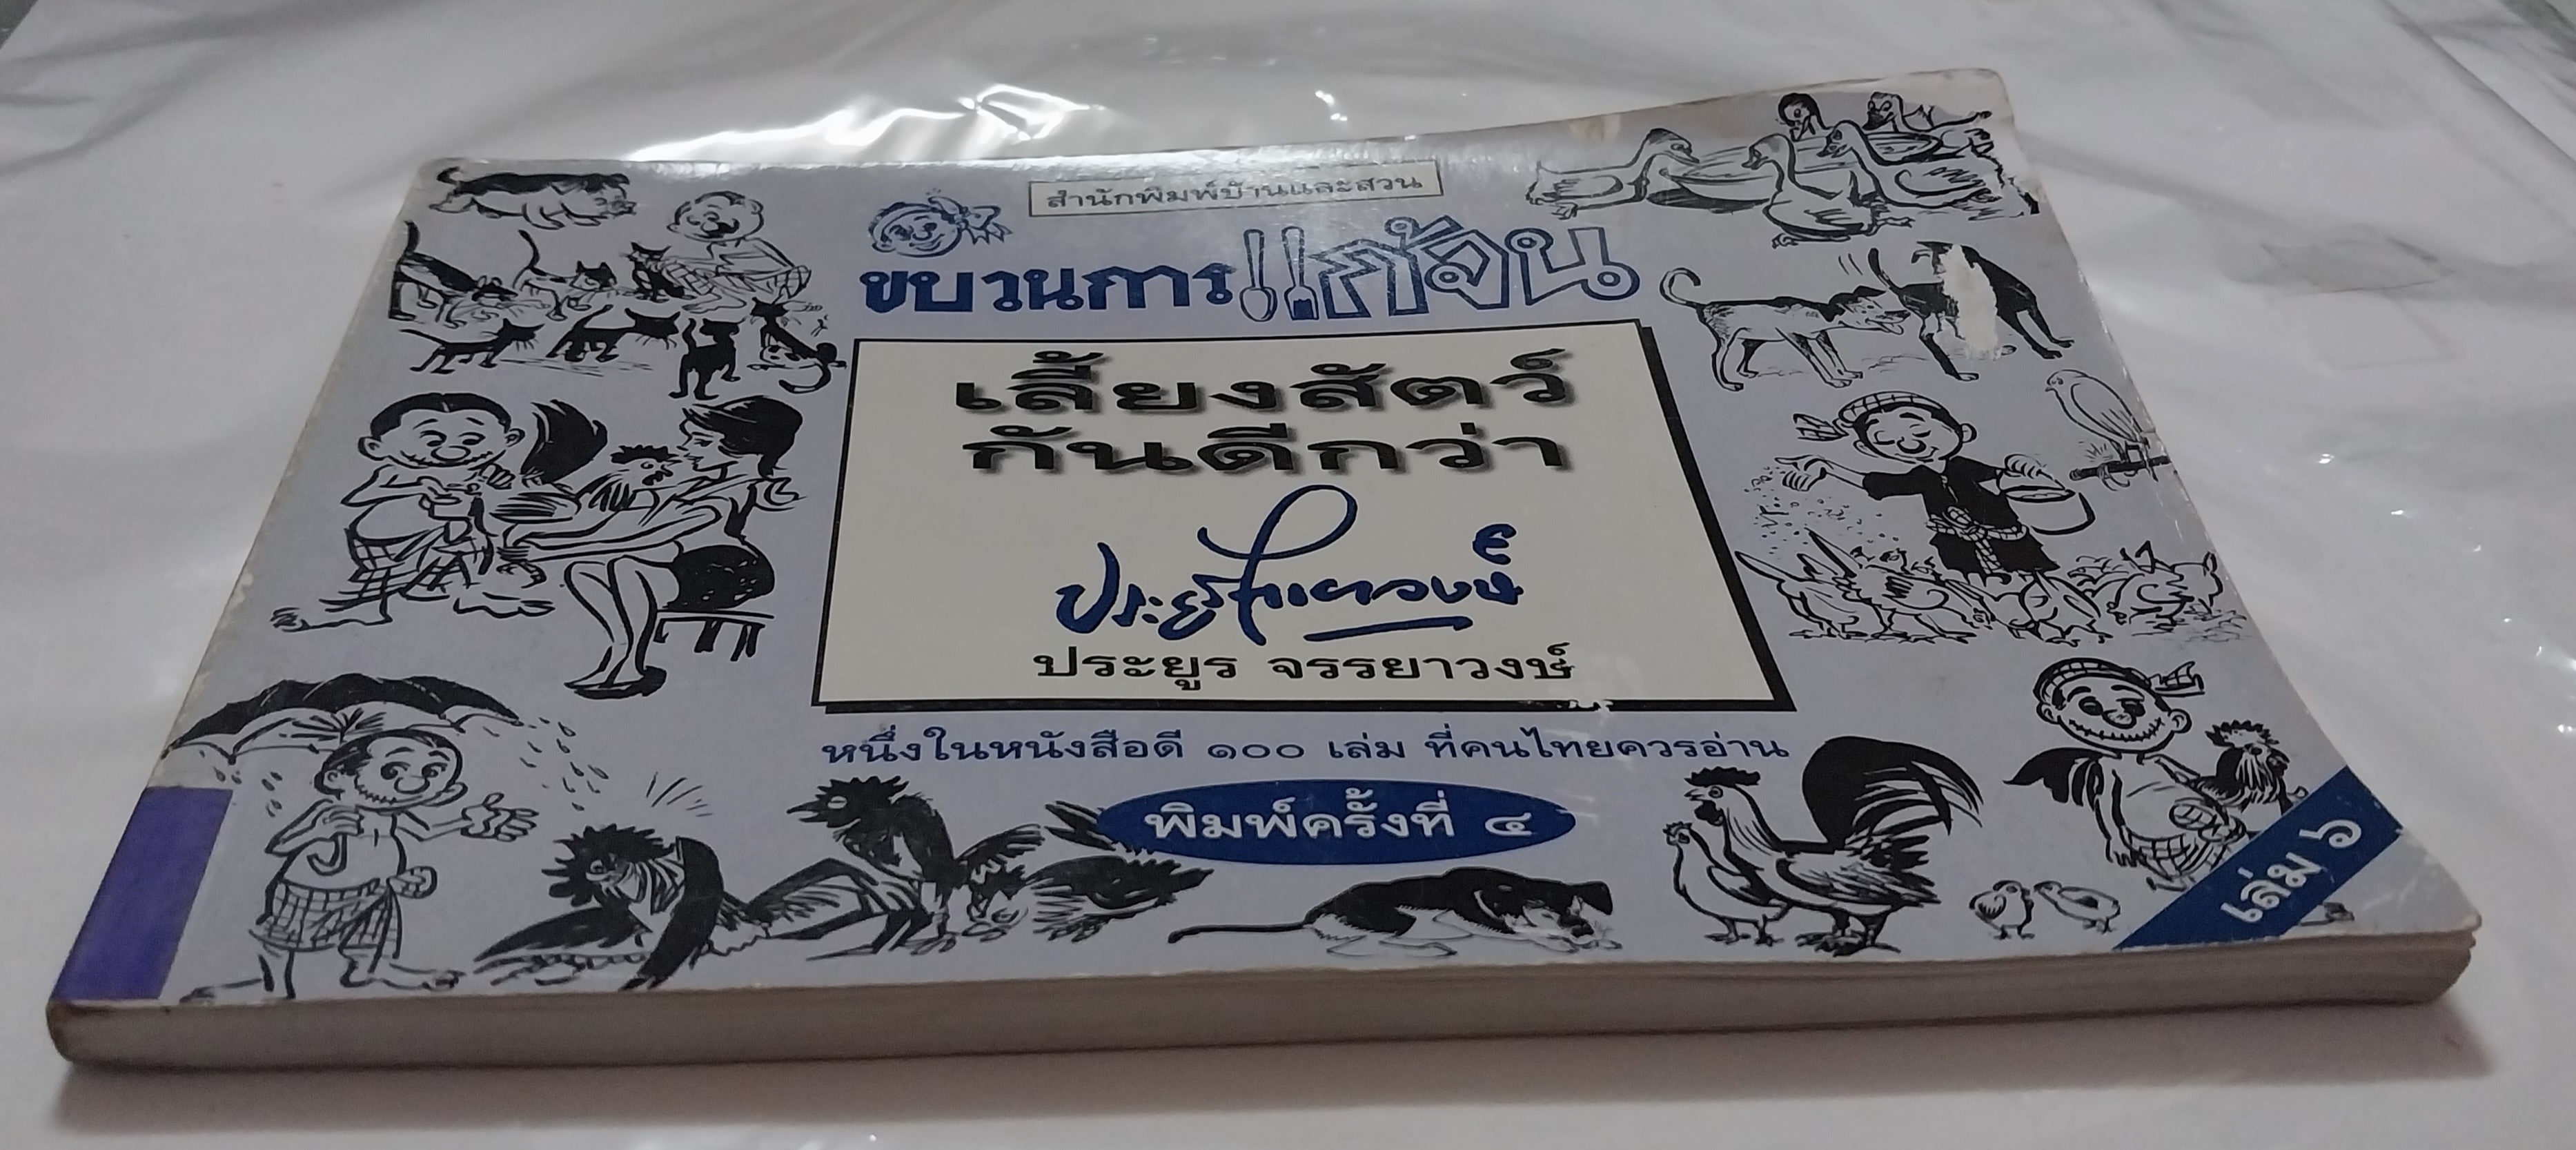 สำนักพิมพ์บ้านและสวน
ขบวนการแก้จน
เลี้ยงสัตว์
กันดีกว่า
ประยูร จรรยาวงษ์
ประยูร จรรยาวงษ์
หนึ่งในหนังสือดี ๑๐๐ เล่ม ที่คนไทยควรอ่าน
พิมพ์ครั้งที่ ๔
เล่ม ๖